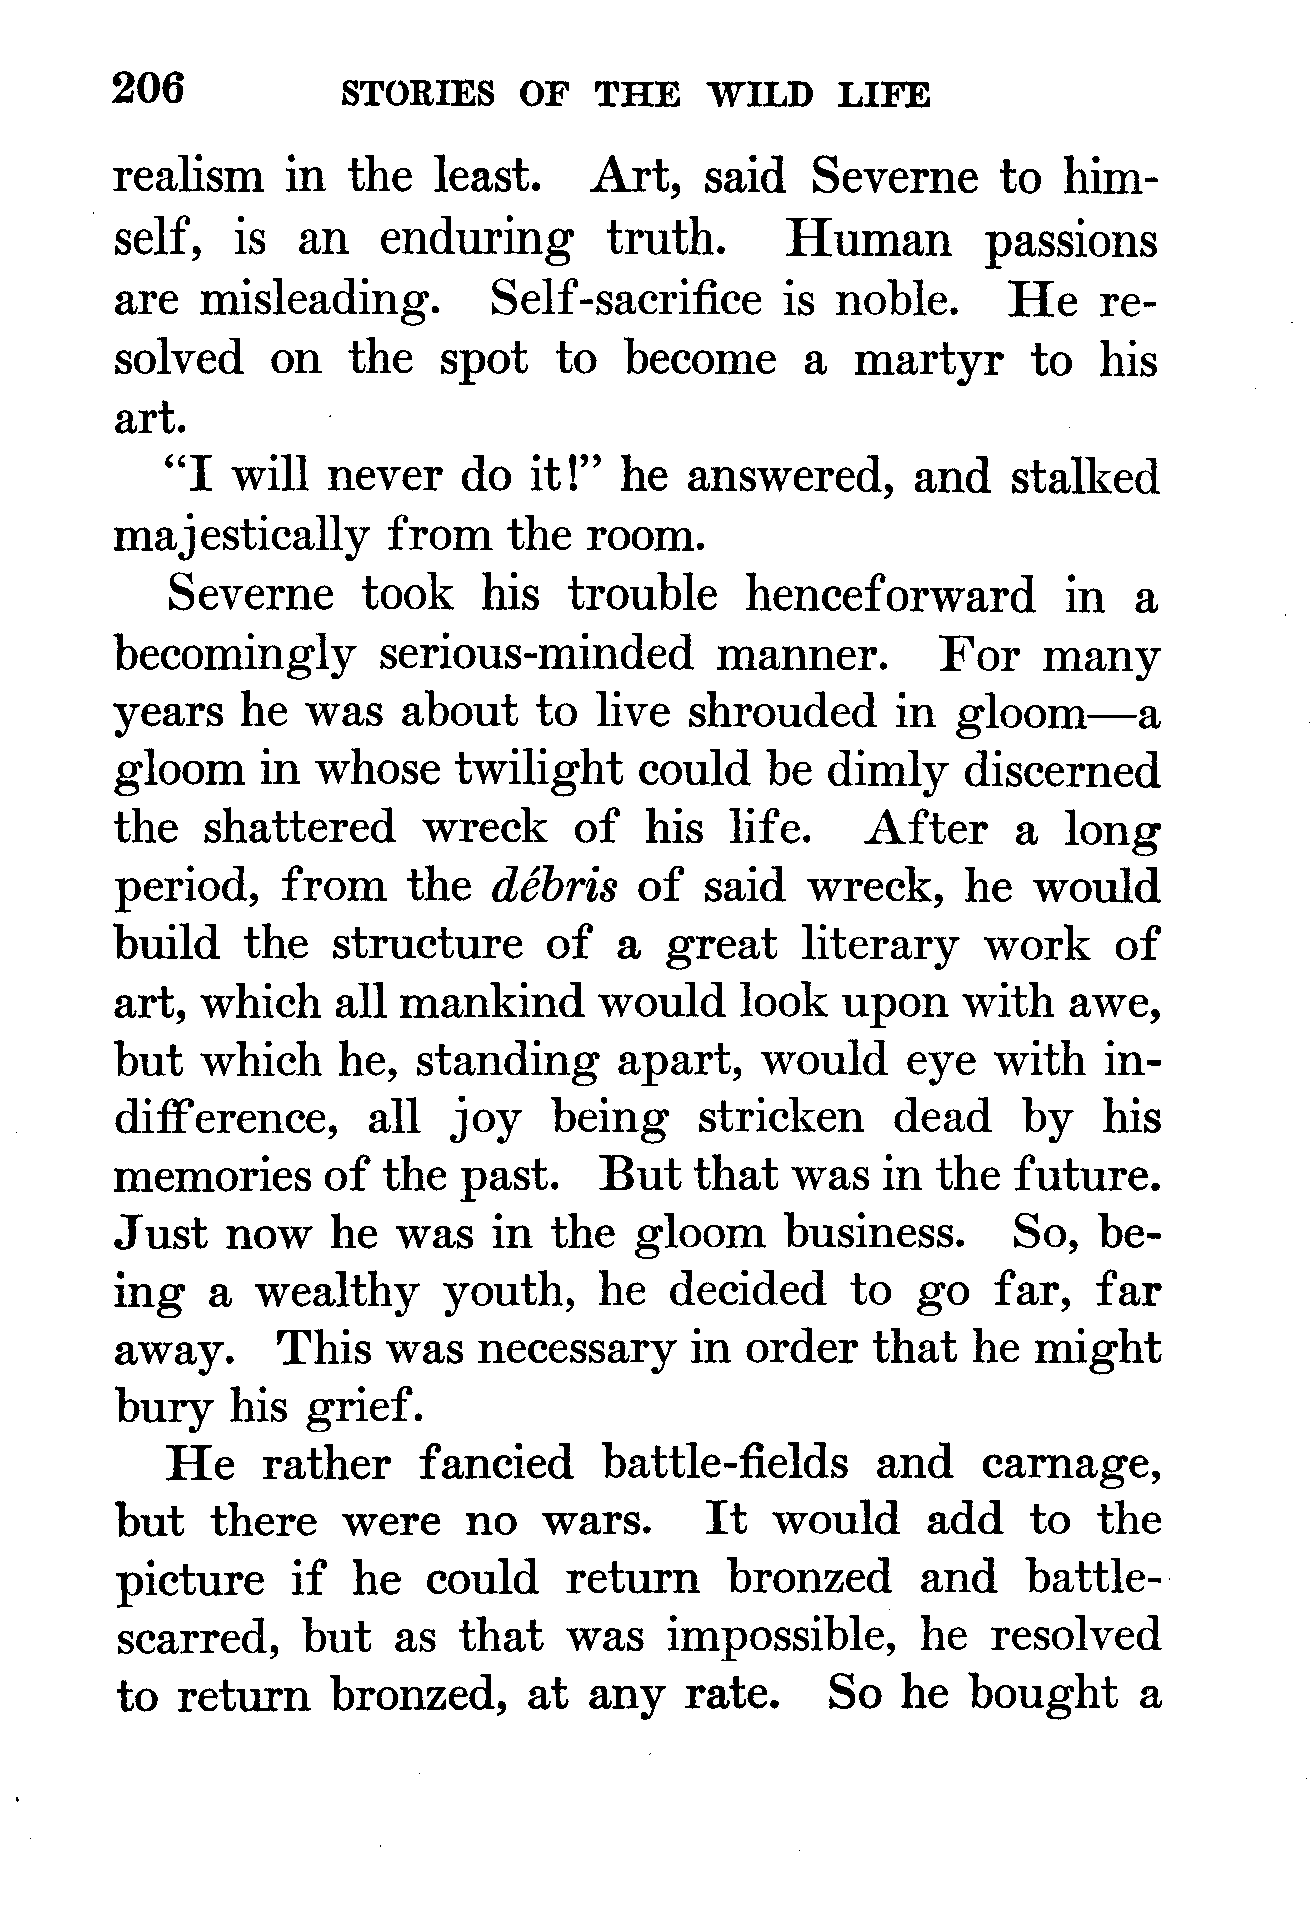 206 STORIES OF THE WILD LIFE
realism in the least. Art, said Severne to him-
self, is an enduring truth. Human passions
are misleading. Self-sacrifice is noble. He re-
solved on the spot to become a martyr to his
art.
“I will never do it!” he answered, and stalked
majestically from the room.
Severne took his trouble henceforward in a
becomingly serious-minded manner. For many
years he was about to live shrouded in gloom—a
gloom in whose twilight could be dimly discerned
the shattered wreck of his life. After a long
period, from the débris of said wreck, he would
build the structure of a great literary work of
art, which all mankind would look upon with awe,
but which he, standing apart, would eye with in-
difference, all joy being stricken dead by his
memories of the past. But that was in the future.
Just now he was in the gloom business. So, be-
ing a wealthy youth, he decided to go far, far
away. This was necessary in order that he might
bury his grief.
He rather fancied battle-fields and carnage,
but there were no wars. It would add to the
picture if he could return bronzed and battle-
scarred, but as that was impossible, he resolved
to return bronzed, at any rate. So he bought a